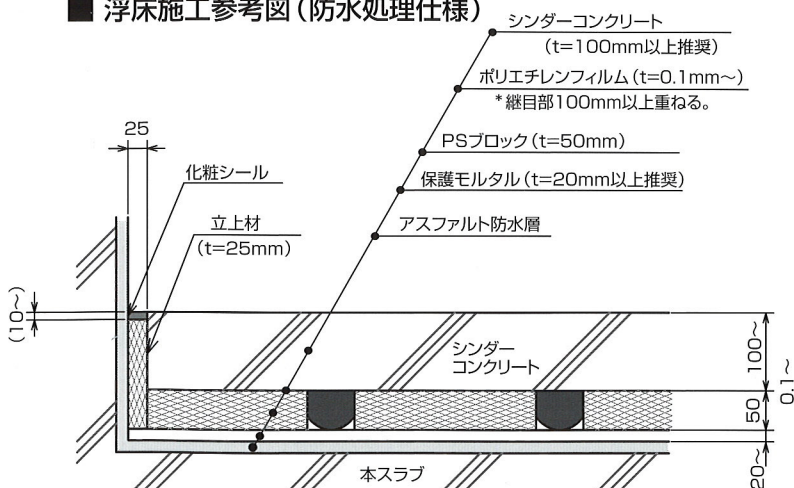 ■ 浮床施工参考図（防水処理仕様）
シンダーコンクリート
（t=100mm以上推奨）
ポリエチレンフィルム（t=0.1mm〜）
*継目部100mm以上重ねる。
25
PSブロック（t=50mm）
化粧シール
保護モルタル（t=20mm以上推奨）
立上材
（t=25mm）
アスファルト防水層
（10〜）
シンダー
コンクリート
100〜
0.1〜
50
20〜
本スラブ